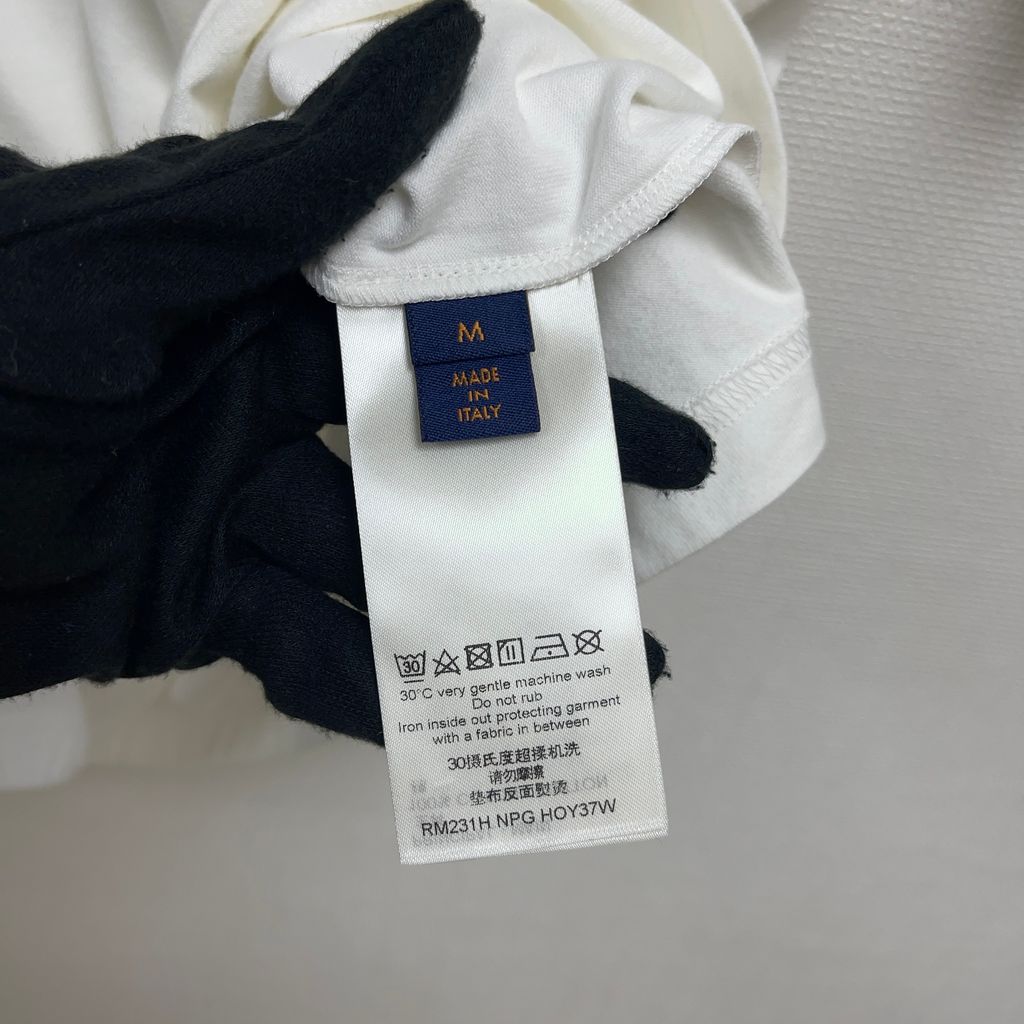 M
MADE
IN
ITALY
30
30°C very gentle machine wash
Do not rub
Iron inside out protecting garment
with a fabric in between
30摄氏度超揉机洗
请勿摩擦
垫布反面熨烫
RM231H NPG HOY37W